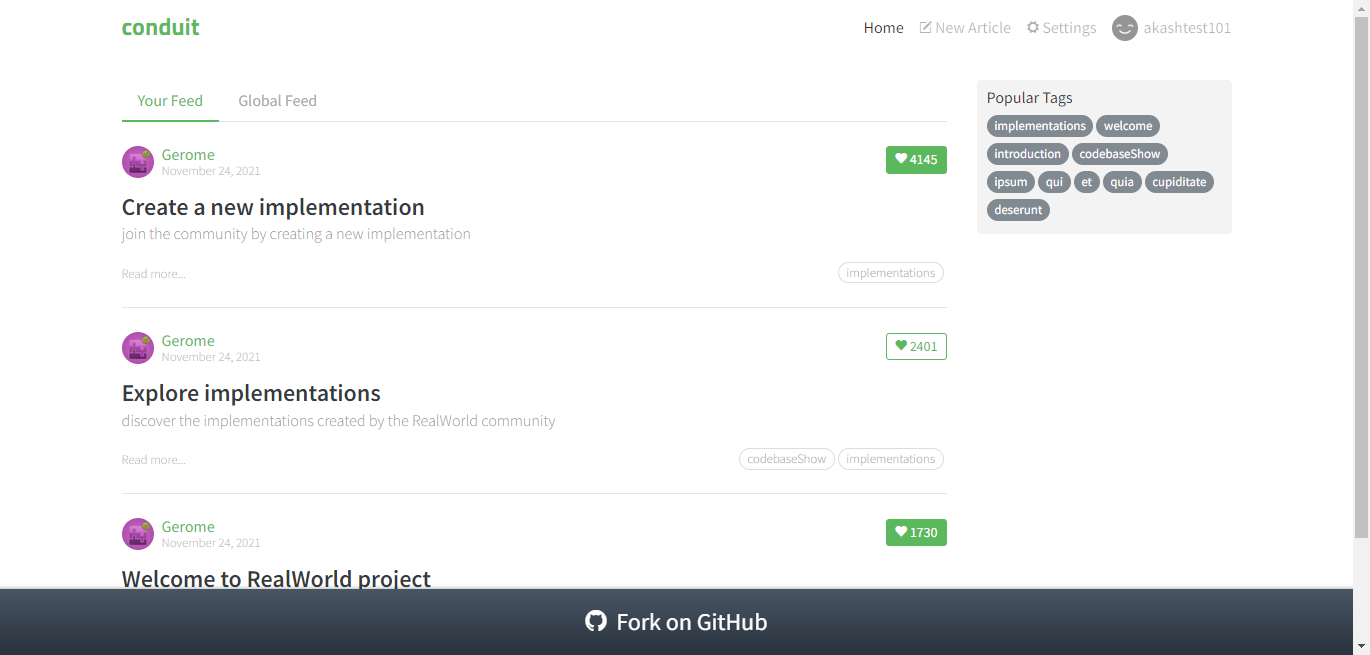 conduit
Home New Article Settings akashtest101
Your Feed Global Feed
Gerome
November 24, 2021
4145
Create a new implementation
join the community by creating a new implementation
Read more...
implementations
Gerome
November 24, 2021
2401
Explore implementations
discover the implementations created by the RealWorld community
Read more...
codebaseShow implementations
Gerome
November 24, 2021
1730
Welcome to RealWorld project
Popular Tags
implementations welcome
introduction codebaseShow
ipsum qui et quia cupiditate
deserunt
Fork on GitHub